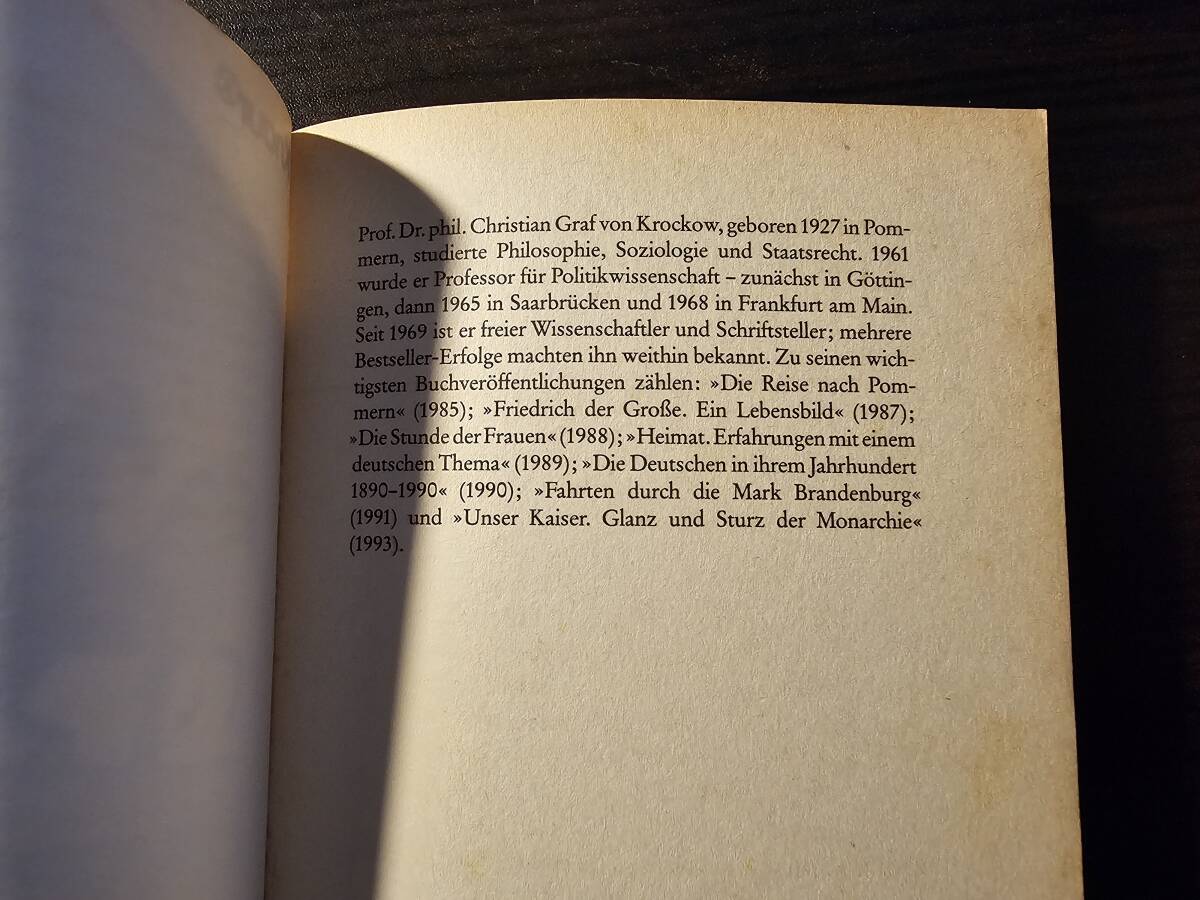 Prof. Dr. phil. Christian Graf von Krockow, geboren 1927 in Pom-
mern, studierte Philosophie, Soziologie und Staatsrecht. 1961
wurde er Professor für Politikwissenschaft – zunächst in Göttin-
gen, dann 1965 in Saarbrücken und 1968 in Frankfurt am Main.
Seit 1969 ist er freier Wissenschaftler und Schriftsteller; mehrere
Bestseller-Erfolge machten ihn weithin bekannt. Zu seinen wich-
tigsten Buchveröffentlichungen zählen: »Die Reise nach Pom-
mern« (1985); »Friedrich der Große. Ein Lebensbild« (1987);
»Die Stunde der Frauen« (1988); »Heimat. Erfahrungen mit einem
deutschen Thema« (1989); »Die Deutschen in ihrem Jahrhundert
1890–1990« (1990); »Fahrten durch die Mark Brandenburg«
(1991) und »Unser Kaiser. Glanz und Sturz der Monarchie«
(1993).